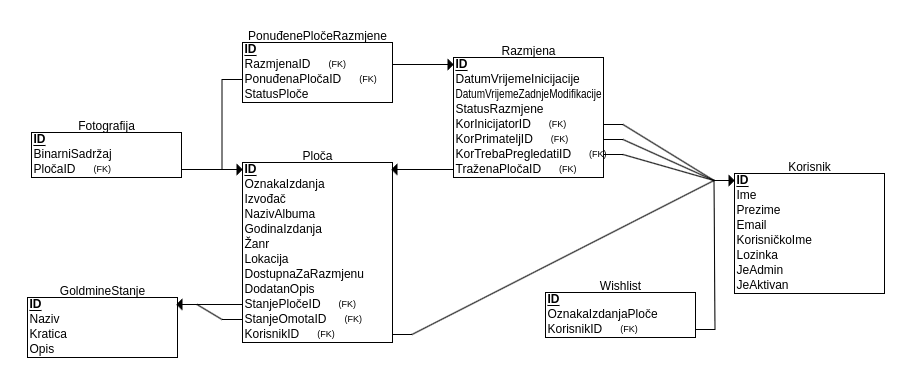 PonuđenePločeRazmjene
ID
RazmjenaID (FK)
PonuđenaPločaID (FK)
StatusPloče
Razmjena
ID
DatumVrijemeInicijacije
DatumVrijemeZadnjeModifikacije
StatusRazmjene
KorInicijatorID (FK)
KorPrimateljID (FK)
KorTrebaPregledatiID (FK)
TraženaPločaID (FK)
Fotografija
ID
BinarniSadržaj
PločaID (FK)
Ploča
ID
OznakaIzdanja
Izvođač
NazivAlbuma
GodinaIzdanja
Žanr
Lokacija
DostupnaZaRazmjenu
DodatanOpis
StanjePločeID (FK)
StanjeOmotaID (FK)
KorisnikID (FK)
Korisnik
ID
Ime
Prezime
Email
KorisničkoIme
Lozinka
JeAdmin
JeAktivan
GoldmineStanje
ID
Naziv
Kratica
Opis
Wishlist
ID
OznakaIzdanjaPloče
KorisnikID (FK)